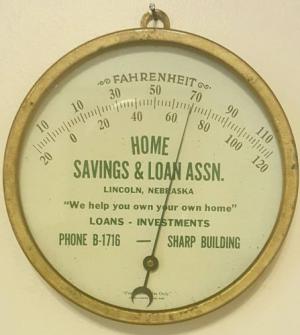 FAHRENHEIT
10 10 30 50 70 90 110
20 0 20 40 60 80 100 120
HOME
SAVINGS & LOAN ASSN.
LINCOLN, NEBRASKA
"We help you own your own home"
LOANS - INVESTMENTS
PHONE B-1716 — SHARP BUILDING